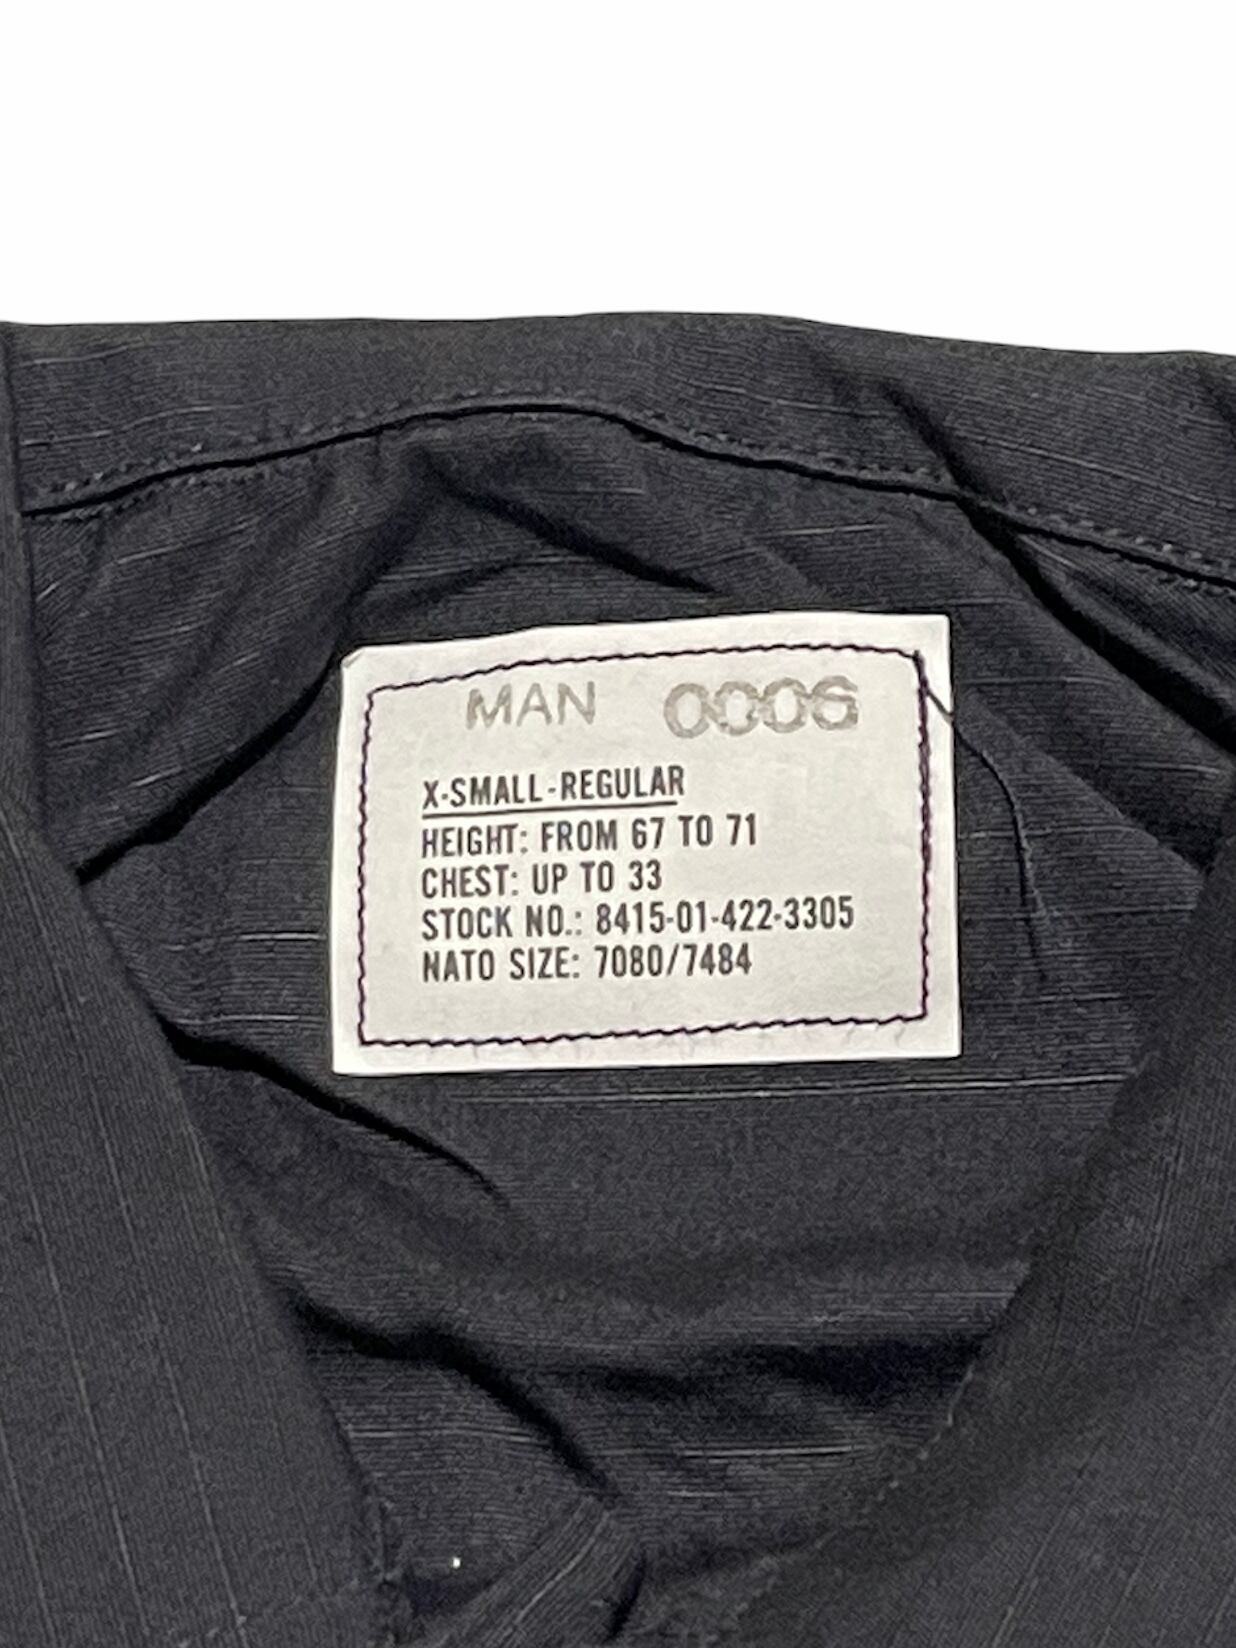 MAN 0006
X-SMALL-REGULAR
HEIGHT: FROM 67 TO 71
CHEST: UP TO 33
STOCK NO.: 8415-01-422-3305
NATO SIZE: 7080/7484